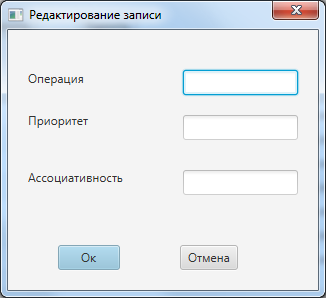 Редактирование записи
Операция
Приоритет
Ассоциативность
Ок
Отмена